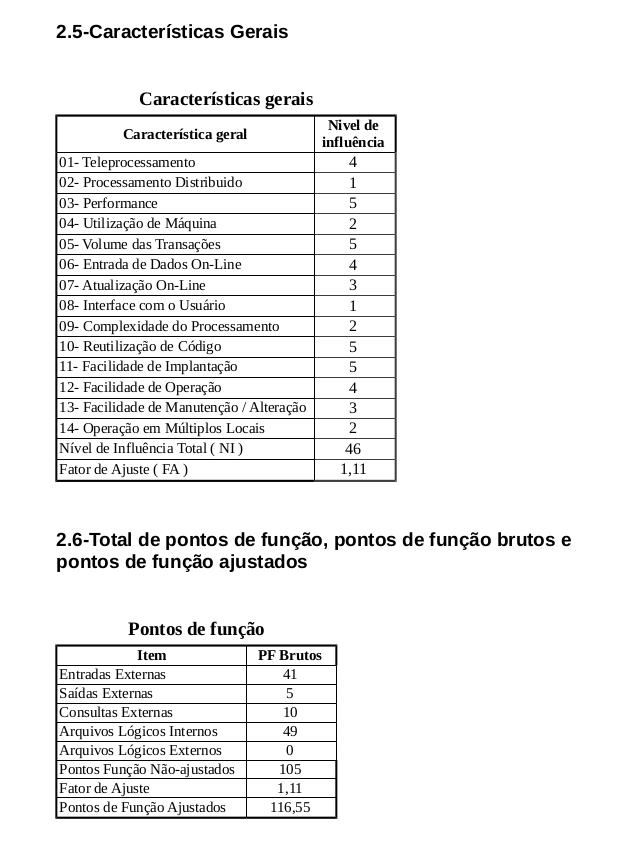 2.5-Características Gerais
Características gerais
Característica geral Nivel de influência
01- Teleprocessamento 4
02- Processamento Distribuido 1
03- Performance 5
04- Utilização de Máquina 2
05- Volume das Transações 5
06- Entrada de Dados On-Line 4
07- Atualização On-Line 3
08- Interface com o Usuário 1
09- Complexidade do Processamento 2
10- Reutilização de Código 5
11- Facilidade de Implantação 5
12- Facilidade de Operação 4
13- Facilidade de Manutenção / Alteração 3
14- Operação em Múltiplos Locais 2
Nível de Influência Total ( NI ) 46
Fator de Ajuste ( FA ) 1,11
2.6-Total de pontos de função, pontos de função brutos e
pontos de função ajustados
Pontos de função
Item PF Brutos
Entradas Externas 41
Saídas Externas 5
Consultas Externas 10
Arquivos Lógicos Internos 49
Arquivos Lógicos Externos 0
Pontos Função Não-ajustados 105
Fator de Ajuste 1,11
Pontos de Função Ajustados 116,55